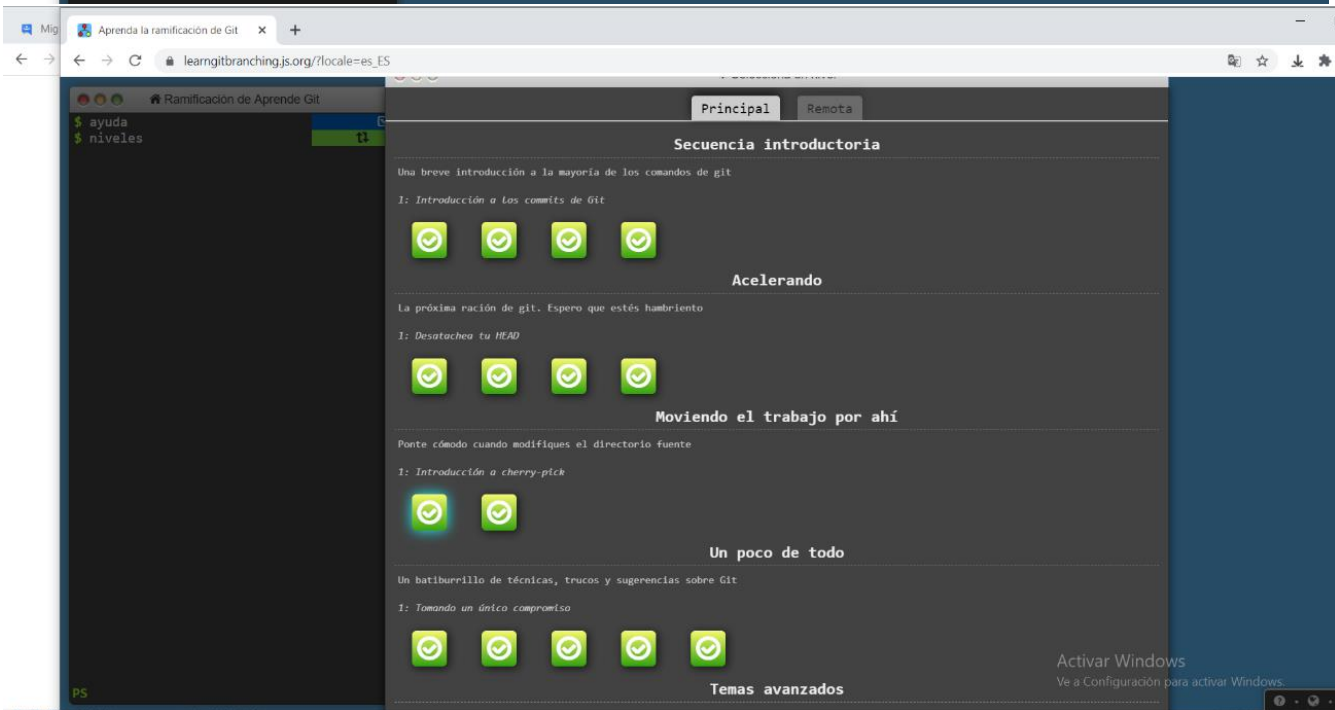 Mig
Aprenda la ramificación de Git
learngitbranching.js.org/?locale=es_ES
Ramificación de Aprende Git
$ ayuda
$ niveles
Principal
Remota
Secuencia introductoria
Una breve introducción a la mayoría de los comandos de git
1: Introducción a los commits de Git
Acelerando
La próxima ración de git. Espero que estés hambriento
1: Desatachea tu HEAD
Moviendo el trabajo por ahí
Ponte cómodo cuando modifiques el directorio fuente
1: Introducción a cherry-pick
Un poco de todo
Un batiburrillo de técnicas, trucos y sugerencias sobre Git
1: Tomando un único compromiso
Activar Windows
Ve a Configuración para activar Windows.
Temas avanzados
PS